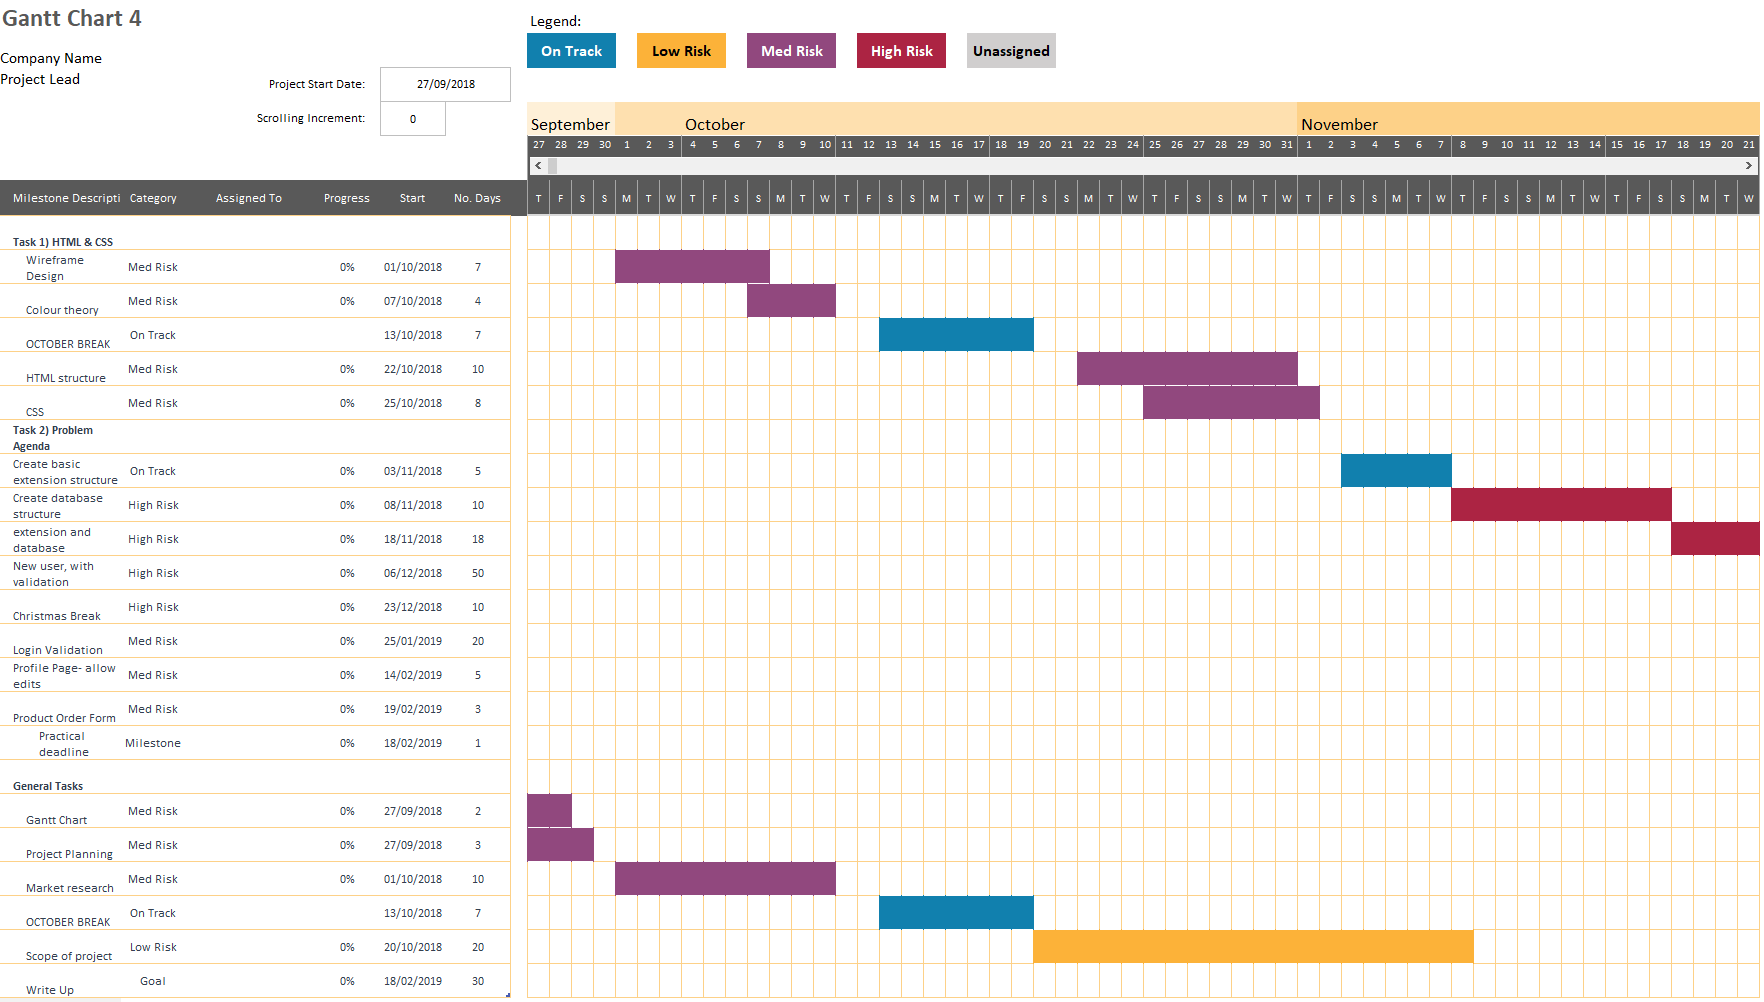 Gantt Chart 4
Legend:
On Track Low Risk Med Risk High Risk Unassigned
Company Name
Project Lead
Project Start Date: 27/09/2018
Scrolling Increment: 0
September October November
27 28 29 30 1 2 3 4 5 6 7 8 9 10 11 12 13 14 15 16 17 18 19 20 21 22 23 24 25 26 27 28 29 30 31 1 2 3 4 5 6 7 8 9 10 11 12 13 14 15 16 17 18 19 20 21
Milestone Descripti Category Assigned To Progress Start No. Days T F S S M T W T F S S M T W T F S S M T W T F S S M T W T F S S M T W T F S S M T W T F S S M T W T F S S M T W
Task 1) HTML & CSS
Wireframe
Design
Med Risk 0% 01/10/2018 7
Colour theory Med Risk 0% 07/10/2018 4
OCTOBER BREAK On Track 13/10/2018 7
HTML structure Med Risk 0% 22/10/2018 10
CSS Med Risk 0% 25/10/2018 8
Task 2) Problem
Agenda
Create basic
extension structure
On Track 0% 03/11/2018 5
Create database
structure
High Risk 0% 08/11/2018 10
extension and
database
High Risk 0% 18/11/2018 18
New user, with
validation
High Risk 0% 06/12/2018 50
Christmas Break High Risk 0% 23/12/2018 10
Login Validation Med Risk 0% 25/01/2019 20
Profile Page- allow
edits
Med Risk 0% 14/02/2019 5
Product Order Form Med Risk 0% 19/02/2019 3
Practical
deadline
Milestone 0% 18/02/2019 1
General Tasks
Gantt Chart Med Risk 0% 27/09/2018 2
Project Planning Med Risk 0% 27/09/2018 3
Market research Med Risk 0% 01/10/2018 10
OCTOBER BREAK On Track 13/10/2018 7
Scope of project Low Risk 0% 20/10/2018 20
Write Up Goal 0% 18/02/2019 30